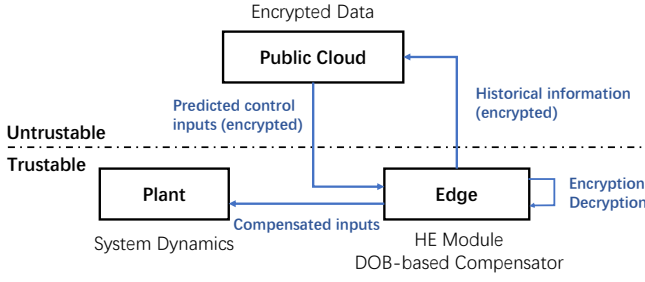 Encrypted Data
Public Cloud
Predicted control
inputs (encrypted)
Historical information
(encrypted)
Untrustable
Trustable
Plant
Edge
Encryption
Decryption
Compensated inputs
System Dynamics
HE Module
DOB-based Compensator